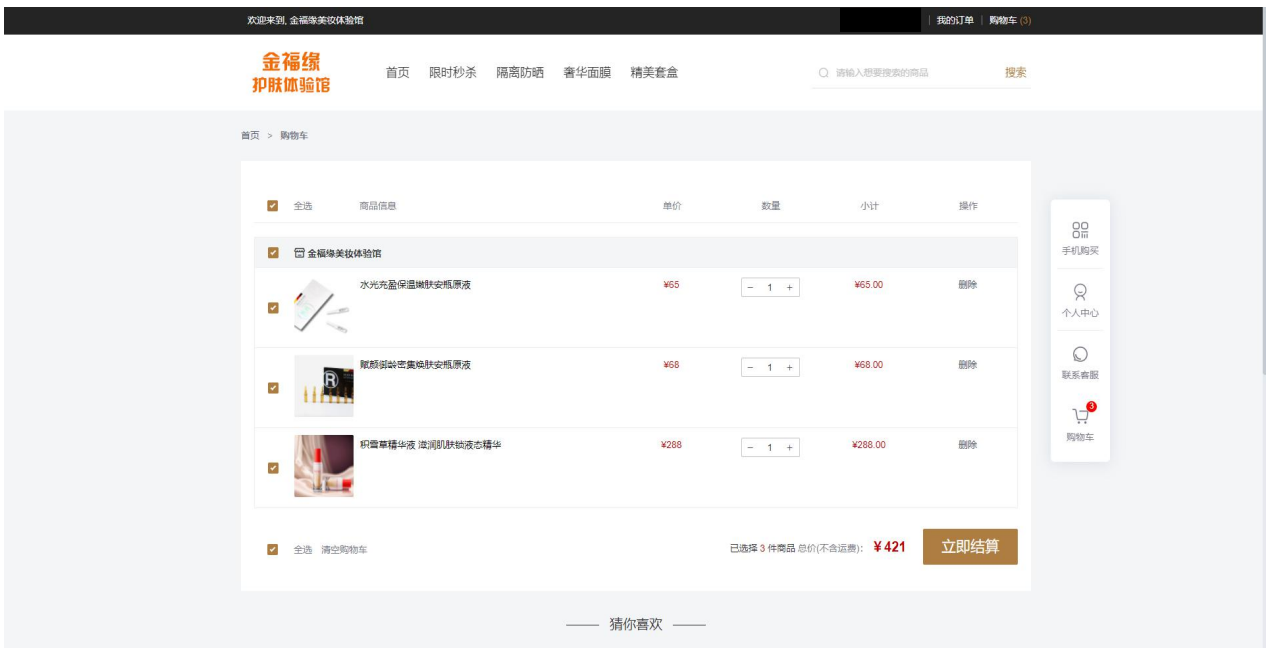 欢迎来到, 金福缘美妆体验馆
我的订单 购物车 (3)
金福缘
护肤体验馆
首页 限时秒杀 隔离防晒 奢华面膜 精美套盒
请输入想要搜索的商品 搜索
首页 > 购物车
全选 商品信息 单价 数量 小计 操作
金福缘美妆体验馆
水光充盈保温嫩肤安瓶原液 ¥65 - 1 + ¥65.00 删除
赋颜御龄密集焕肤安瓶原液 ¥68 - 1 + ¥68.00 删除
积雪草精华液 滋润肌肤锁液态精华 ¥288 - 1 + ¥288.00 删除
全选 清空购物车 已选择 3 件商品 总价(不含运费): ¥421 立即结算
猜你喜欢
手机购买
个人中心
联系客服
3
购物车